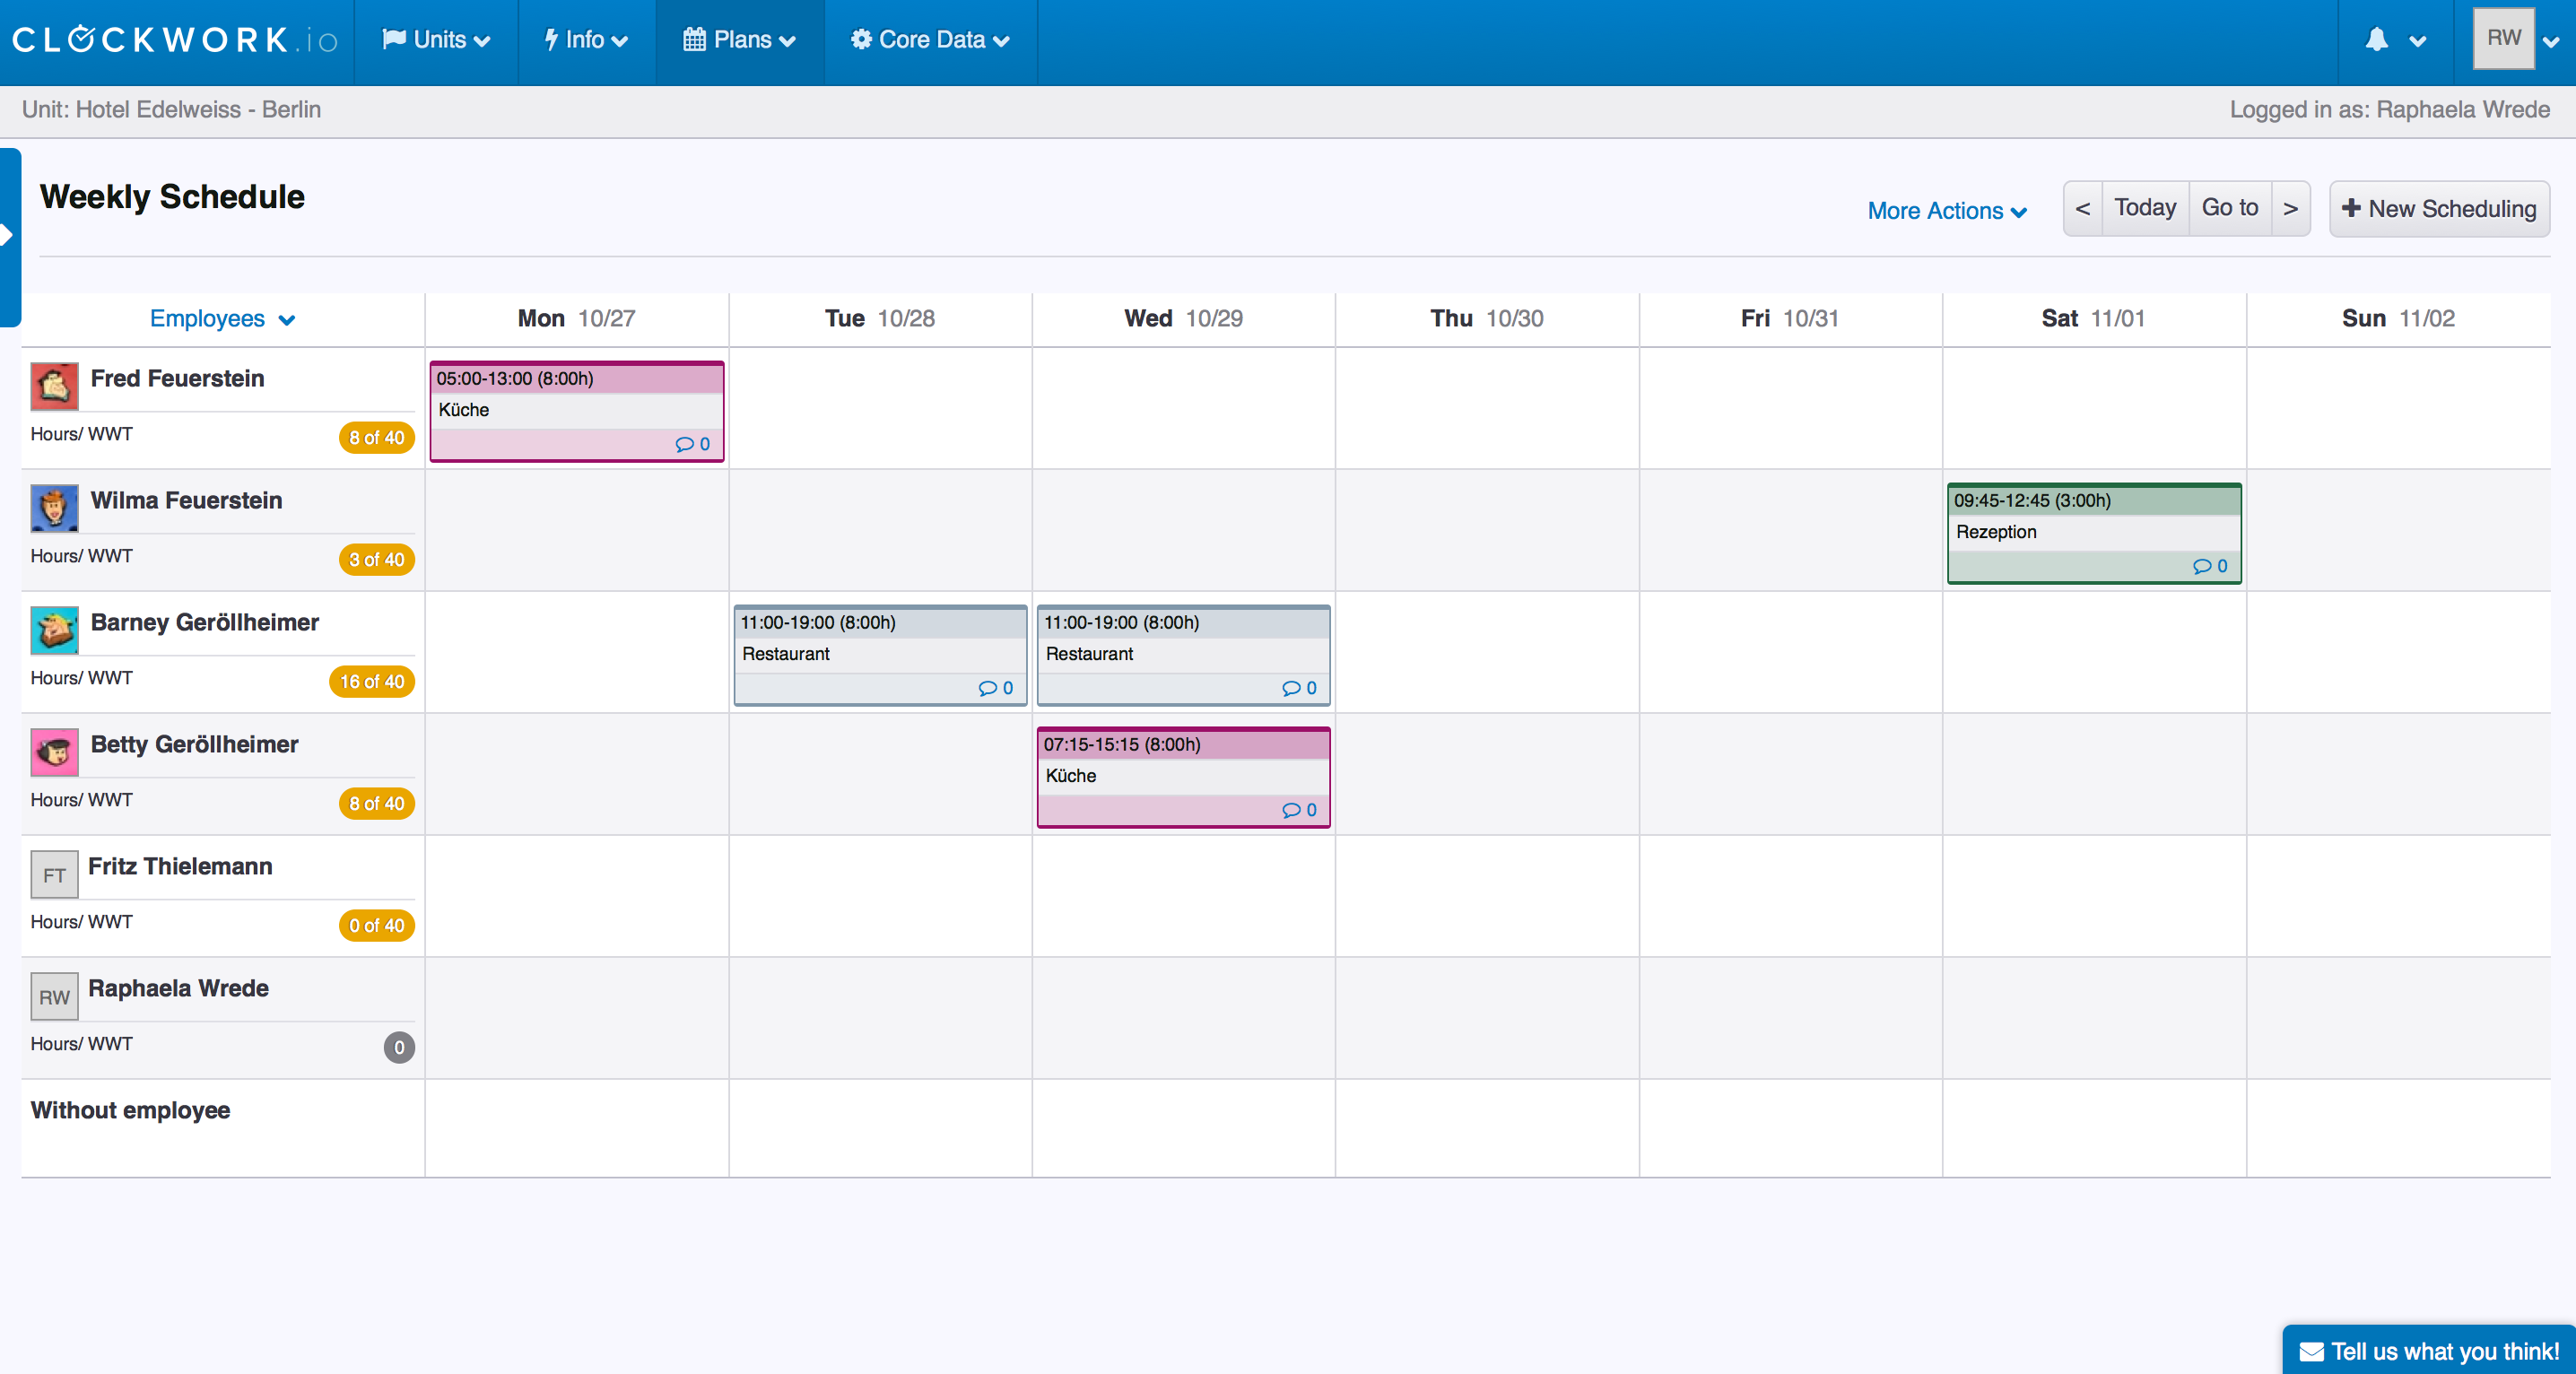 CLOCKWORK.io Units Info Plans Core Data RW
Unit: Hotel Edelweiss - Berlin Logged in as: Raphaela Wrede
Weekly Schedule More Actions < Today Go to > New Scheduling
Employees Mon 10/27 Tue 10/28 Wed 10/29 Thu 10/30 Fri 10/31 Sat 11/01 Sun 11/02
Fred Feuerstein 05:00-13:00 (8:00h)
Küche
Hours/ WWT 8 of 40 0
Wilma Feuerstein 09:45-12:45 (3:00h)
Rezeption
Hours/ WWT 3 of 40 0
Barney Geröllheimer 11:00-19:00 (8:00h) 11:00-19:00 (8:00h)
Restaurant Restaurant
Hours/ WWT 16 of 40 0 0
Betty Geröllheimer 07:15-15:15 (8:00h)
Küche
Hours/ WWT 8 of 40 0
FT Fritz Thielemann
Hours/ WWT 0 of 40
RW Raphaela Wrede
Hours/ WWT 0
Without employee
Tell us what you think!